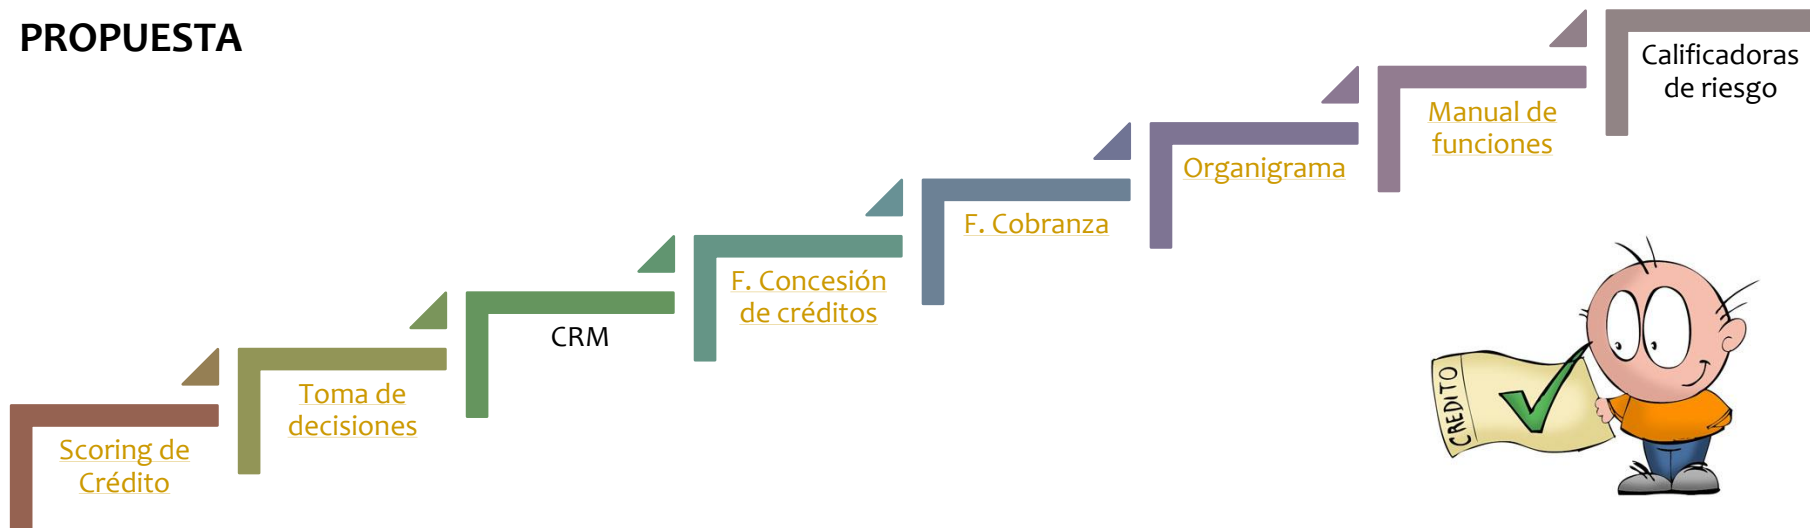 PROPUESTA
Scoring de
Crédito
Toma de
decisiones
CRM
F. Concesión
de créditos
F. Cobranza
Organigrama
Manual de
funciones
Calificadoras
de riesgo
CREDITO